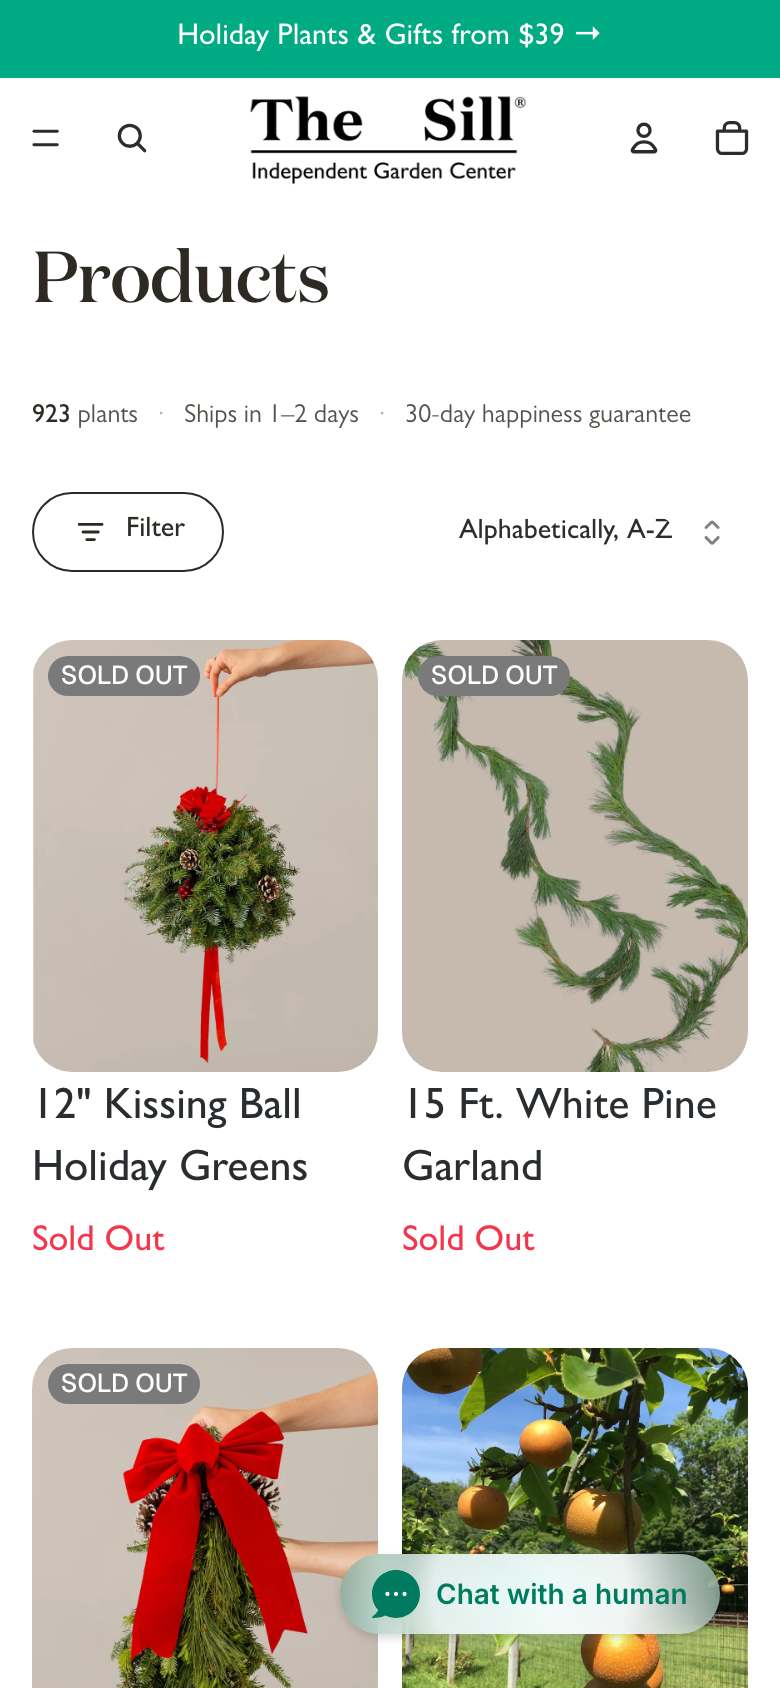 Holiday Plants & Gifts from $39 →
The Sill®
Independent Garden Center
Products
923 plants · Ships in 1–2 days · 30-day happiness guarantee
Filter
Alphabetically, A-Z
SOLD OUT
SOLD OUT
12" Kissing Ball
Holiday Greens
Sold Out
15 Ft. White Pine
Garland
Sold Out
SOLD OUT
Chat with a human